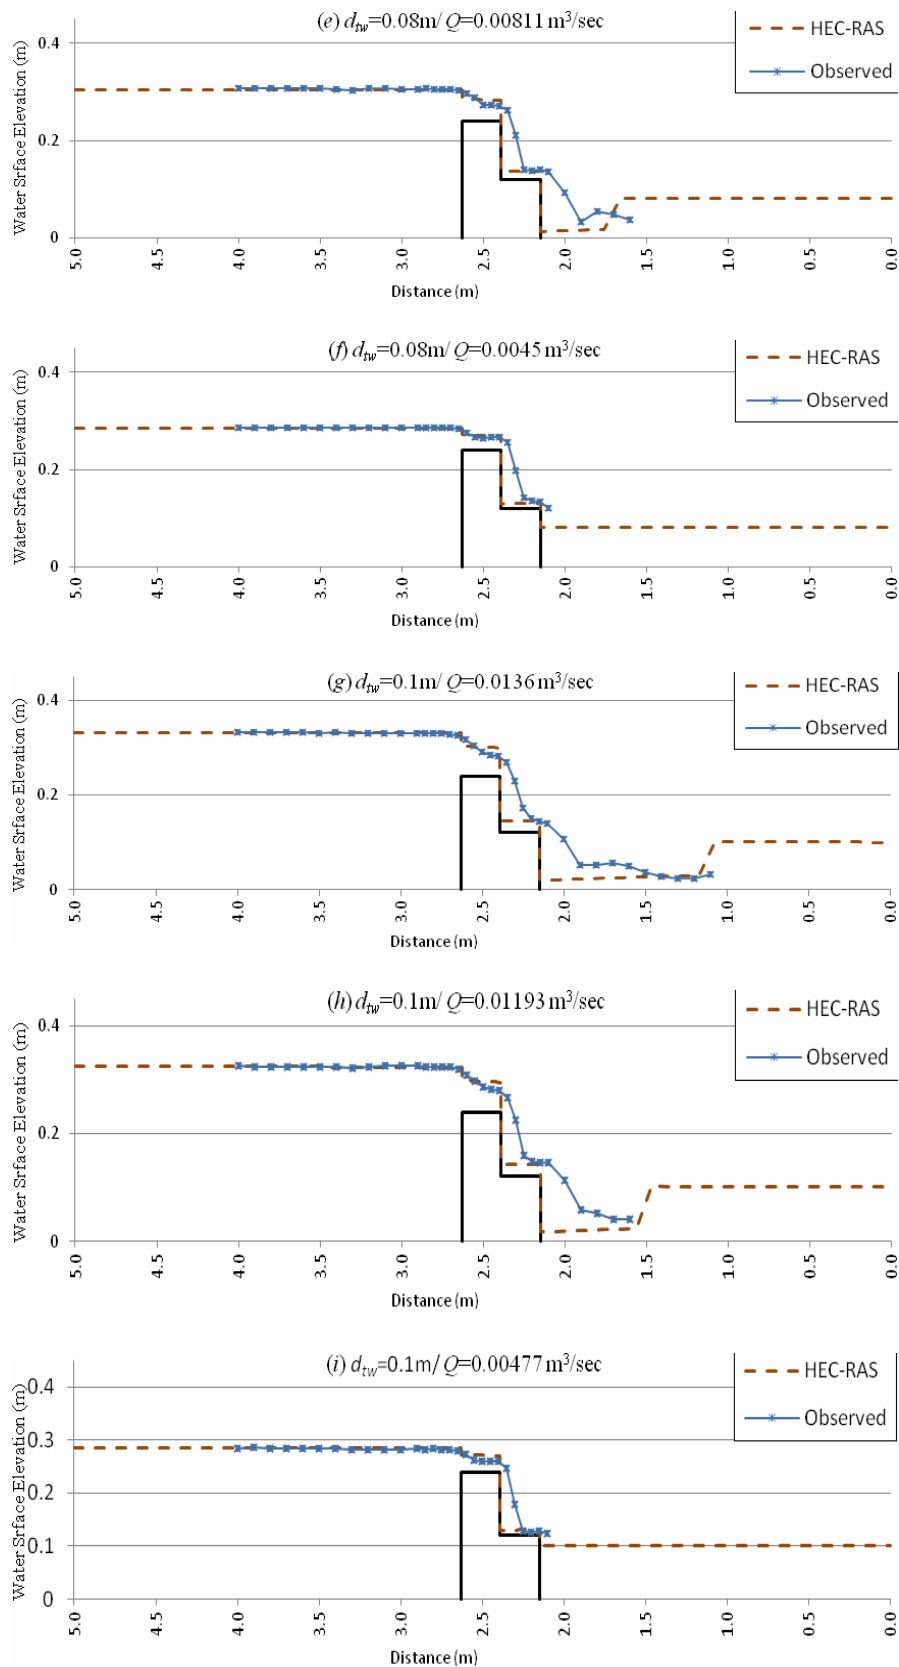 (e) dtw=0.08m/ Q=0.00811 m³/sec
HEC-RAS
Observed
Water Srface Elevation (m)
0.4
0.2
0
5.0 4.5 4.0 3.5 3.0 2.5 2.0 1.5 1.0 0.5 0.0
Distance (m)
(f) dtw=0.08m/ Q=0.0045 m³/sec
HEC-RAS
Observed
Water Srface Elevation (m)
0.4
0.2
0
5.0 4.5 4.0 3.5 3.0 2.5 2.0 1.5 1.0 0.5 0.0
Distance (m)
(g) dtw=0.1m/ Q=0.0136 m³/sec
HEC-RAS
Observed
Water Srface Elevation (m)
0.4
0.2
0
5.0 4.5 4.0 3.5 3.0 2.5 2.0 1.5 1.0 0.5 0.0
Distance (m)
(h) dtw=0.1m/ Q=0.01193 m³/sec
HEC-RAS
Observed
Water Srface Elevation (m)
0.4
0.2
0
5.0 4.5 4.0 3.5 3.0 2.5 2.0 1.5 1.0 0.5 0.0
Distance (m)
(i) dtw=0.1m/ Q=0.00477 m³/sec
HEC-RAS
Observed
Water Srface Elevation (m)
0.4
0.3
0.2
0.1
0
5.0 4.5 4.0 3.5 3.0 2.5 2.0 1.5 1.0 0.5 0.0
Distance (m)